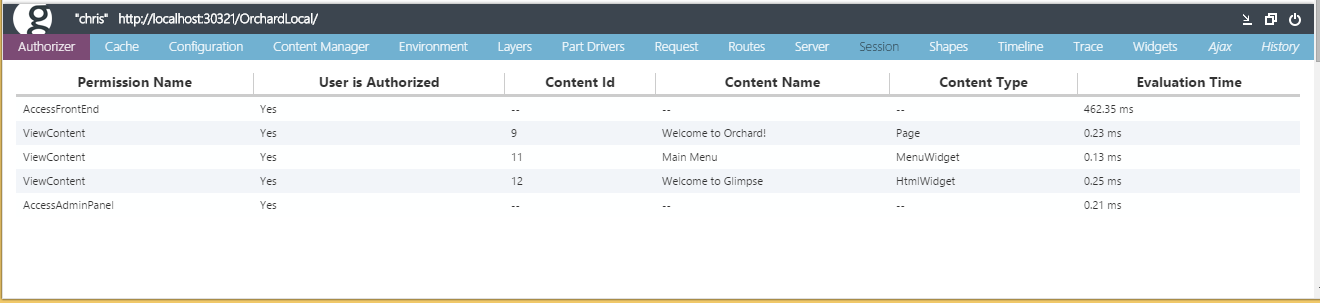 "chris" http://localhost:30321/OrchardLocal/
Authorizer Cache Configuration Content Manager Environment Layers Part Drivers Request Routes Server Session Shapes Timeline Trace Widgets Ajax History
Permission Name User is Authorized Content Id Content Name Content Type Evaluation Time
AccessFrontEnd Yes -- -- -- 462.35 ms
ViewContent Yes 9 Welcome to Orchard! Page 0.23 ms
ViewContent Yes 11 Main Menu MenuWidget 0.13 ms
ViewContent Yes 12 Welcome to Glimpse HtmlWidget 0.25 ms
AccessAdminPanel Yes -- -- -- 0.21 ms